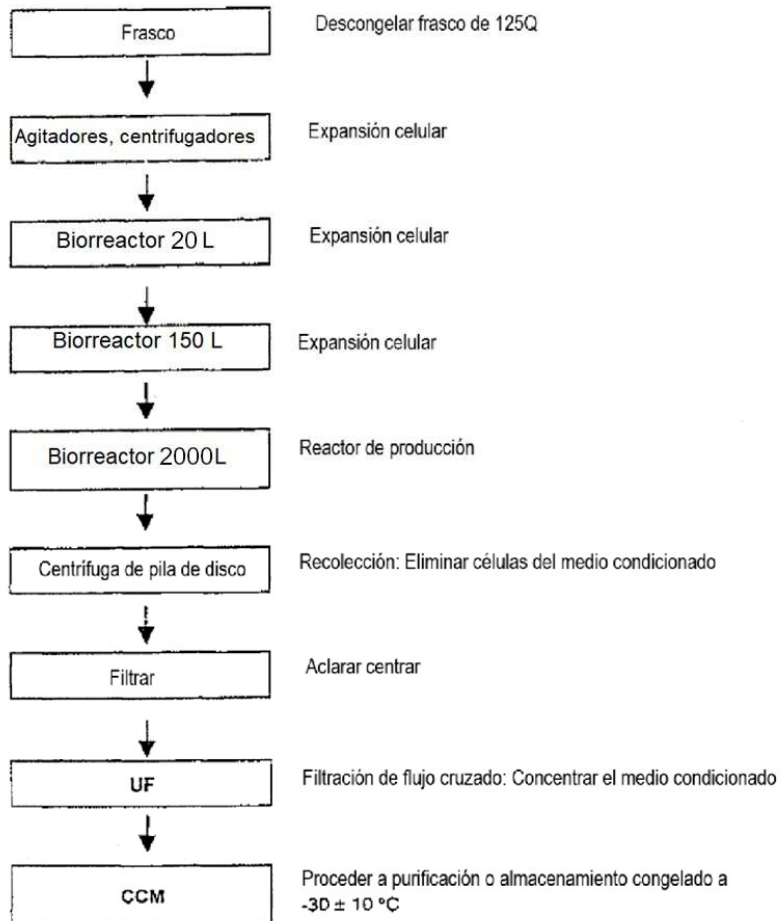 Frasco
Descongelar frasco de 125Q
Agitadores, centrifugadores
Expansión celular
Biorreactor 20 L
Expansión celular
Biorreactor 150 L
Expansión celular
Biorreactor 2000L
Reactor de producción
Centrífuga de pila de disco
Recolección: Eliminar células del medio condicionado
Filtrar
Aclarar centrar
UF
Filtración de flujo cruzado: Concentrar el medio condicionado
CCM
Proceder a purificación o almacenamiento congelado a
-30 ± 10 °C